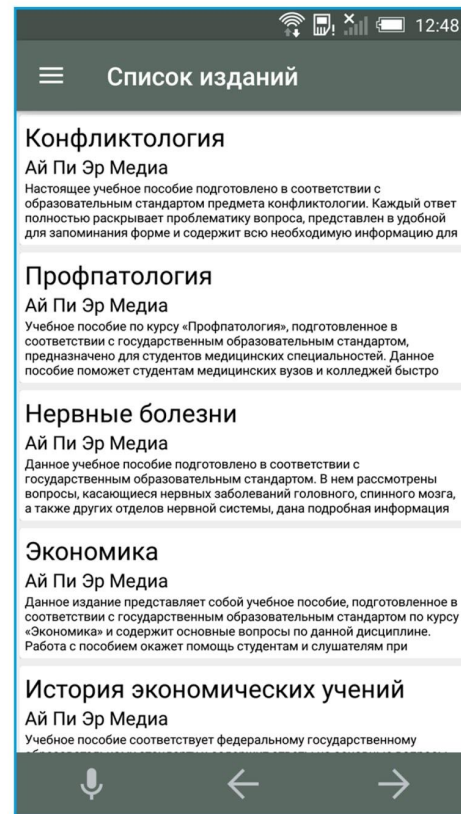 12:48
Список изданий
Конфликтология
Ай Пи Эр Медиа
Настоящее учебное пособие подготовлено в соответствии с
образовательным стандартом предмета конфликтологии. Каждый ответ
полностью раскрывает проблематику вопроса, представлен в удобной
для запоминания форме и содержит всю необходимую информацию для
Профпатология
Ай Пи Эр Медиа
Учебное пособие по курсу «Профпатология», подготовленное в
соответствии с государственным образовательным стандартом,
предназначено для студентов медицинских специальностей. Данное
пособие поможет студентам медицинских вузов и колледжей быстро
Нервные болезни
Ай Пи Эр Медиа
Данное учебное пособие подготовлено в соответствии с
государственным образовательным стандартом. В нем рассмотрены
вопросы, касающиеся нервных заболеваний головного, спинного мозга,
а также других отделов нервной системы, дана подробная информация
Экономика
Ай Пи Эр Медиа
Данное издание представляет собой учебное пособие, подготовленное в
соответствии с государственным образовательным стандартом по курсу
«Экономика» и содержит основные вопросы по данной дисциплине.
Работа с пособием окажет помощь студентам и слушателям при
История экономических учений
Ай Пи Эр Медиа
Учебное пособие соответствует федеральному государственному